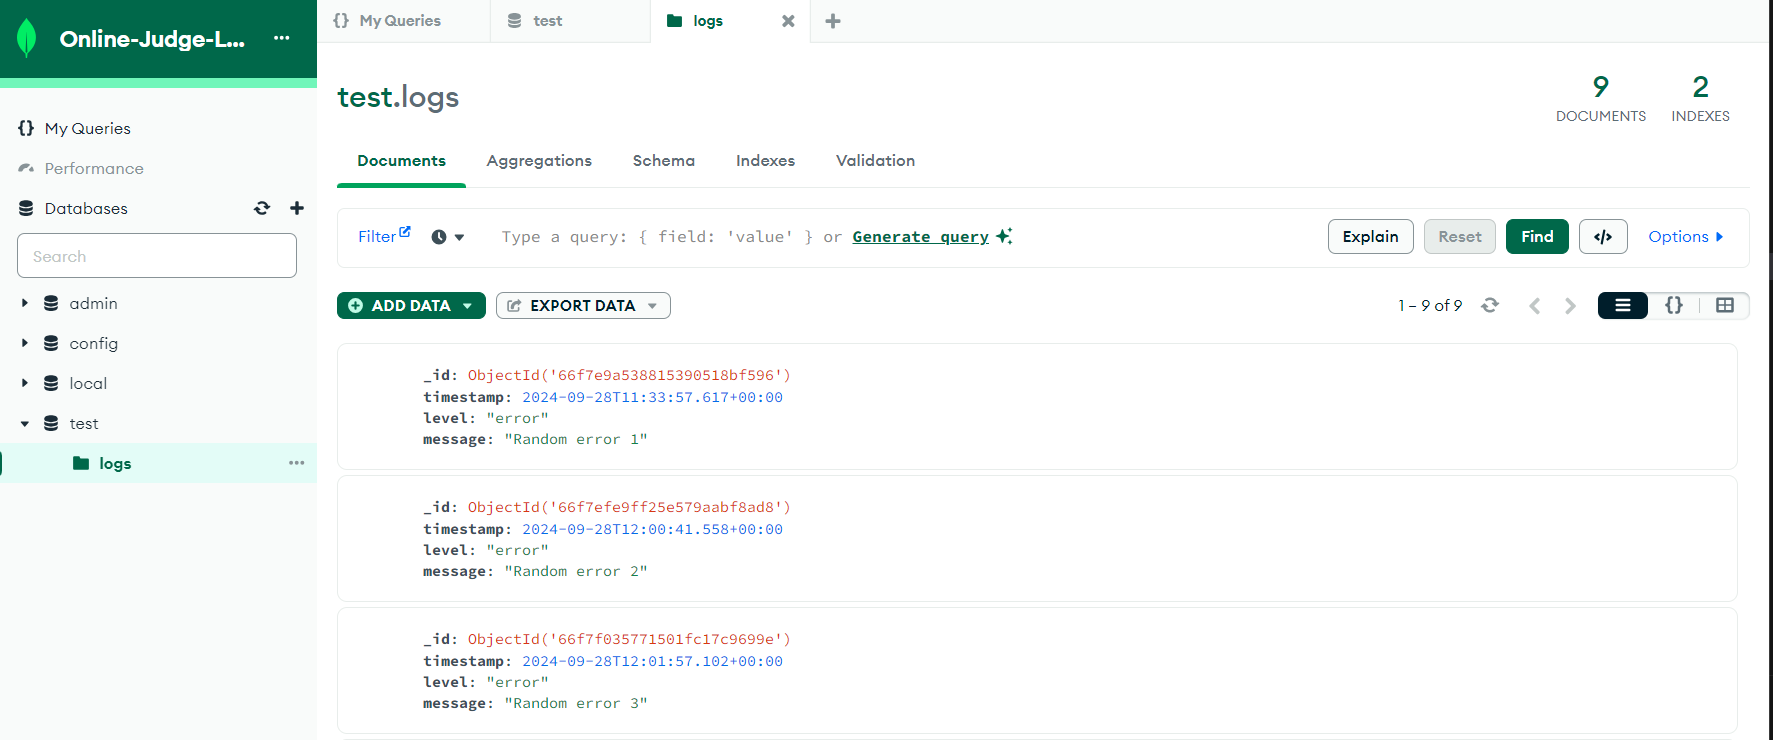 Online-Judge-L...
My Queries
Performance
Databases
Search
admin
config
local
test
logs
My Queries
test
logs
test.logs
9
DOCUMENTS
2
INDEXES
Documents Aggregations Schema Indexes Validation
Filter Type a query: { field: 'value' } or Generate query Explain Reset Find </> Options
ADD DATA EXPORT DATA 1 – 9 of 9 {}
_id: ObjectId('66f7e9a538815390518bf596')
timestamp: 2024-09-28T11:33:57.617+00:00
level: "error"
message: "Random error 1"
_id: ObjectId('66f7efe9ff25e579aabf8ad8')
timestamp: 2024-09-28T12:00:41.558+00:00
level: "error"
message: "Random error 2"
_id: ObjectId('66f7f035771501fc17c9699e')
timestamp: 2024-09-28T12:01:57.102+00:00
level: "error"
message: "Random error 3"